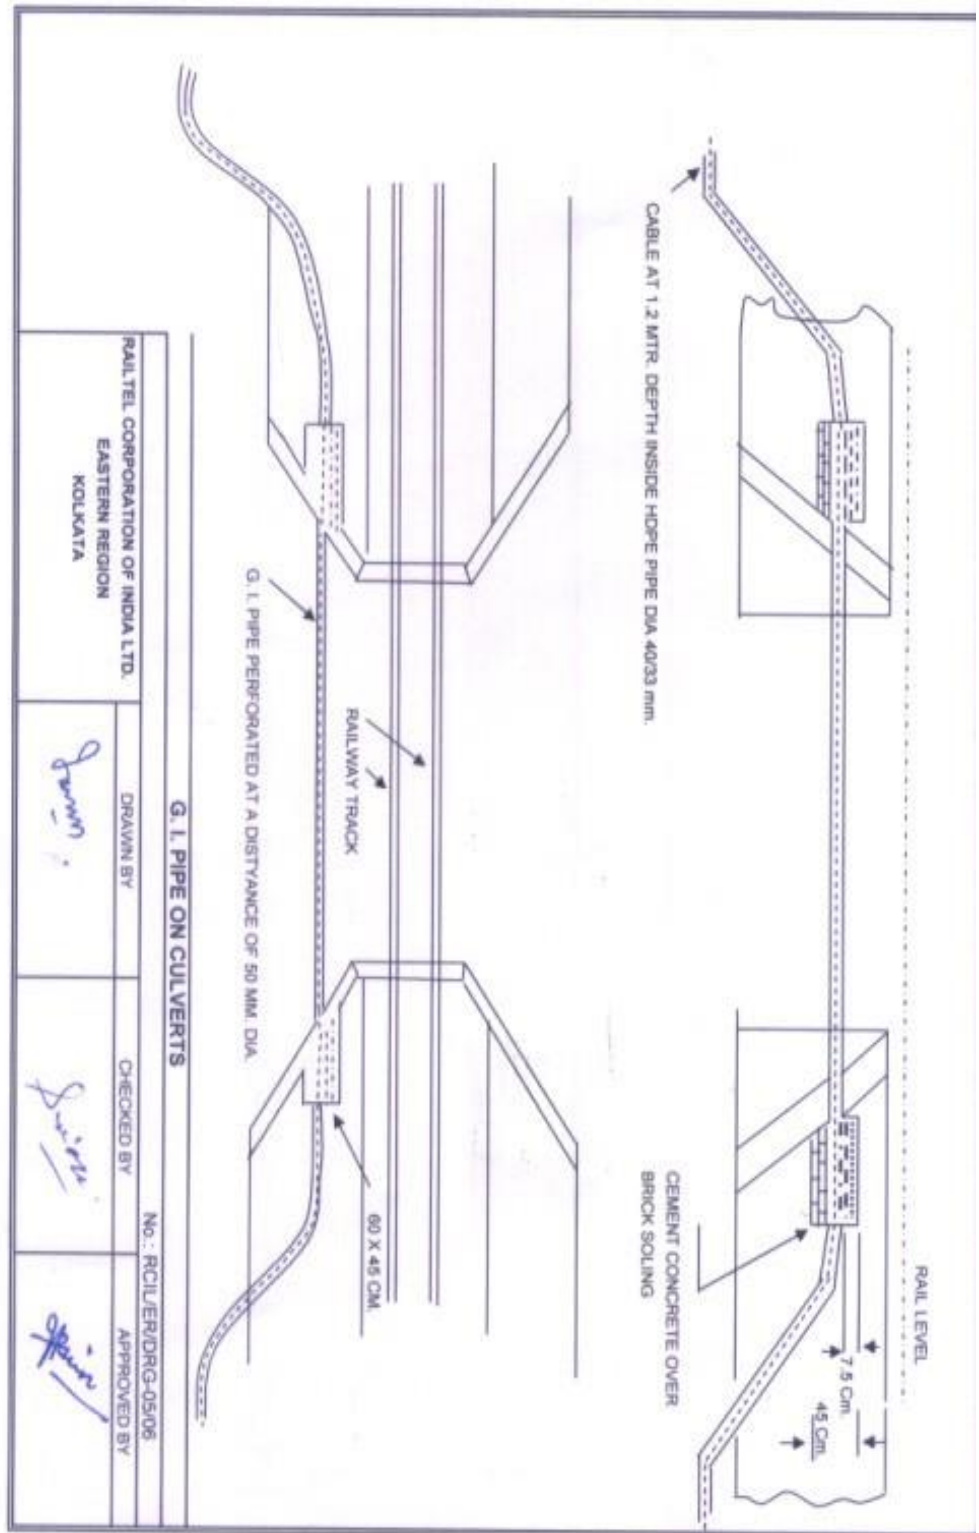 RAIL LEVEL
7.5 Cm.
45 Cm.
CEMENT CONCRETE OVER
BRICK SOLING
CABLE AT 1.2 MTR. DEPTH INSIDE HDPE PIPE DIA 40/33 mm.
60 X 45 CM.
RAILWAY TRACK
G. I. PIPE PERFORATED AT A DISTYANCE OF 50 MM. DIA.
G. I. PIPE ON CULVERTS
No.: RCIL/ER/DRG-05/06
RAILTEL CORPORATION OF INDIA LTD.
EASTERN REGION
KOLKATA
DRAWN BY
CHECKED BY
APPROVED BY